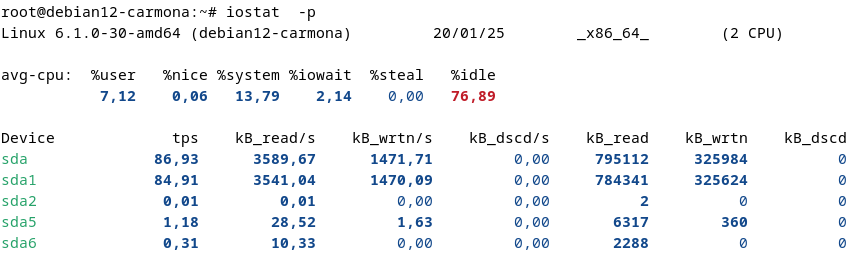 root@debian12-carmona:~# iostat  -p
Linux 6.1.0-30-amd64 (debian12-carmona)         20/01/25        _x86_64_        (2 CPU)

avg-cpu:  %user   %nice %system %iowait  %steal   %idle
           7,12    0,06   13,79    2,14    0,00   76,89

Device             tps    kB_read/s    kB_wrtn/s    kB_dscd/s    kB_read    kB_wrtn    kB_dscd
sda              86,93      3589,67      1471,71         0,00     795112     325984          0
sda1             84,91      3541,04      1470,09         0,00     784341     325624          0
sda2              0,01         0,01         0,00         0,00          2          0          0
sda5              1,18        28,52         1,63         0,00       6317        360          0
sda6              0,31        10,33         0,00         0,00       2288          0          0